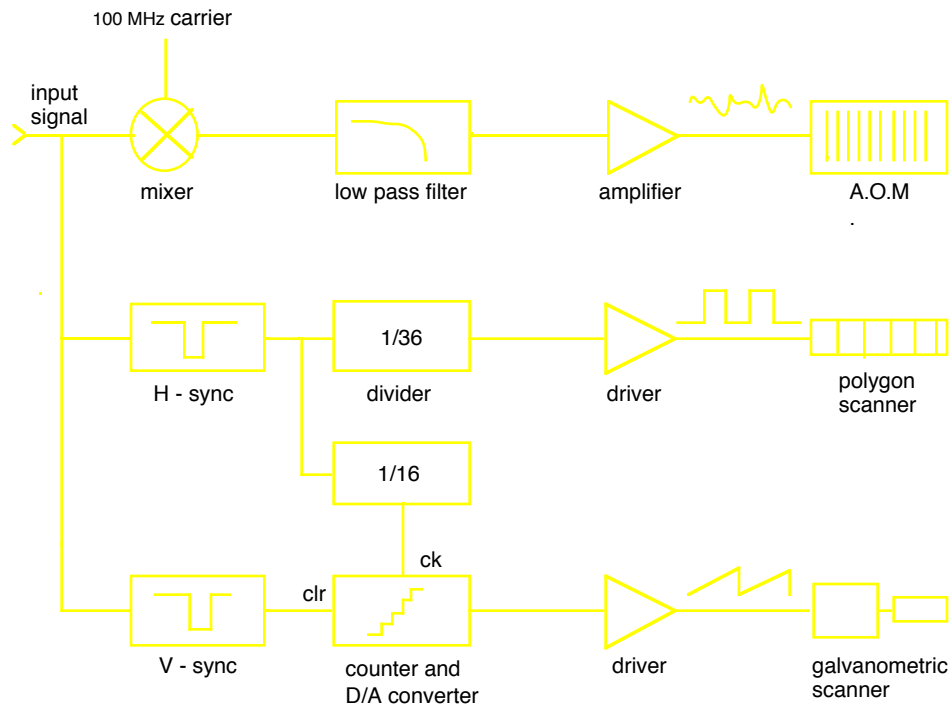 100 MHz carrier
input
signal
mixer
low pass filter
amplifier
A.O.M
.
1/36
H - sync
divider
driver
polygon
scanner
1/16
ck
clr
V - sync
counter and
D/A converter
driver
galvanometric
scanner